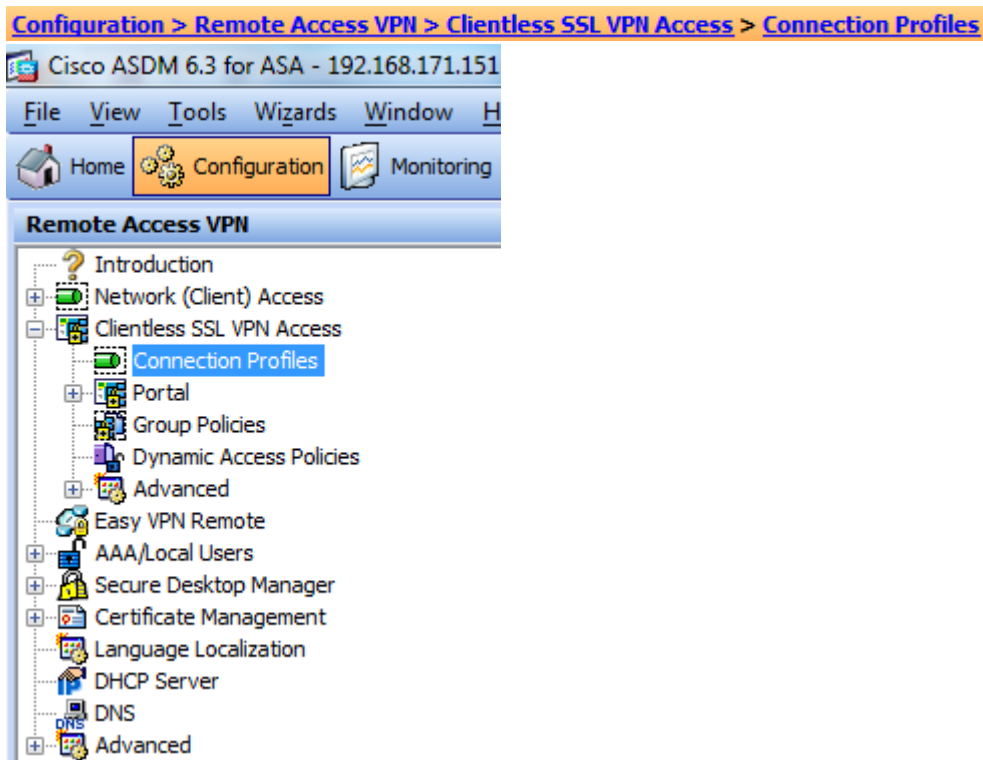 Configuration > Remote Access VPN > Clientless SSL VPN Access > Connection Profiles
Cisco ASDM 6.3 for ASA - 192.168.171.151
File View Tools Wizards Window H
Home Configuration Monitoring
Remote Access VPN
Introduction
Network (Client) Access
Clientless SSL VPN Access
Connection Profiles
Portal
Group Policies
Dynamic Access Policies
Advanced
Easy VPN Remote
AAA/Local Users
Secure Desktop Manager
Certificate Management
Language Localization
DHCP Server
DNS
DNS
Advanced